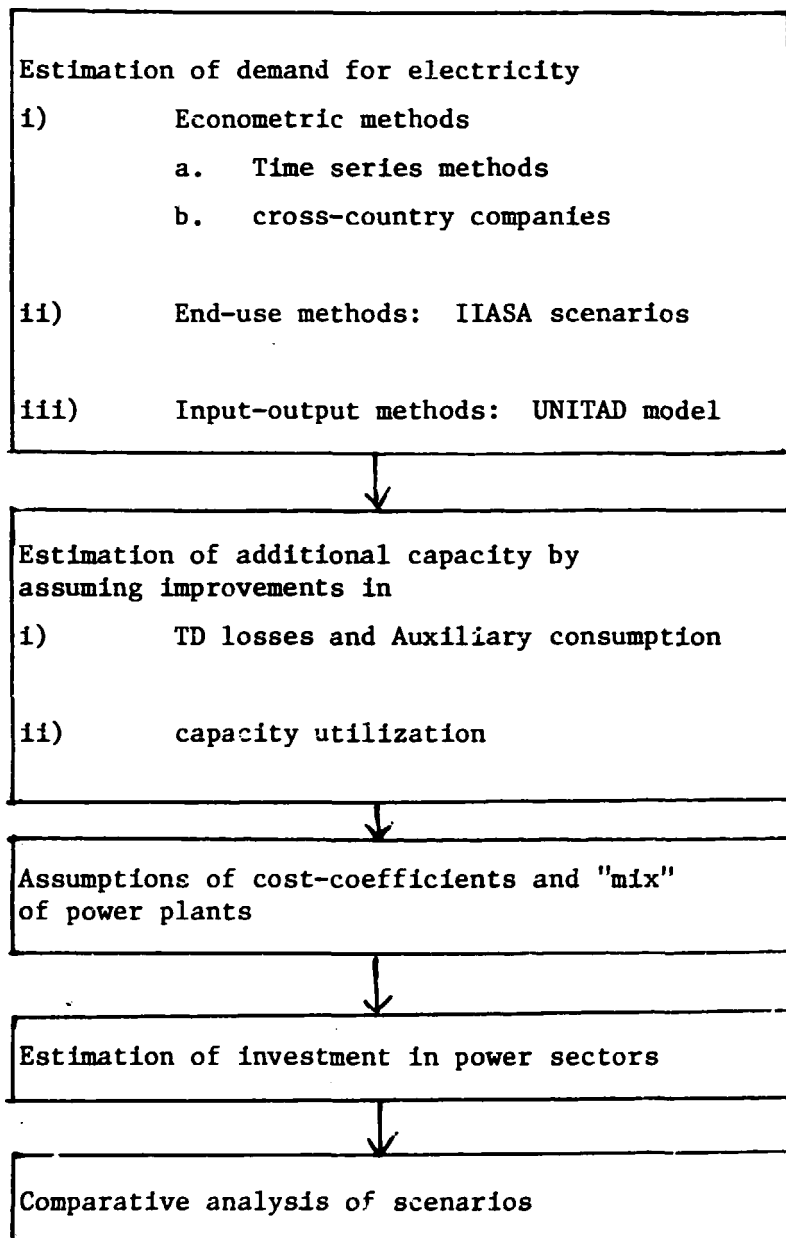 Estimation of demand for electricity
i) Econometric methods
a. Time series methods
b. cross-country companies
ii) End-use methods: IIASA scenarios
iii) Input-output methods: UNITAD model
Estimation of additional capacity by
assuming improvements in
i) TD losses and Auxiliary consumption
ii) capacity utilization
Assumptions of cost-coefficients and "mix"
of power plants
Estimation of investment in power sectors
Comparative analysis of scenarios